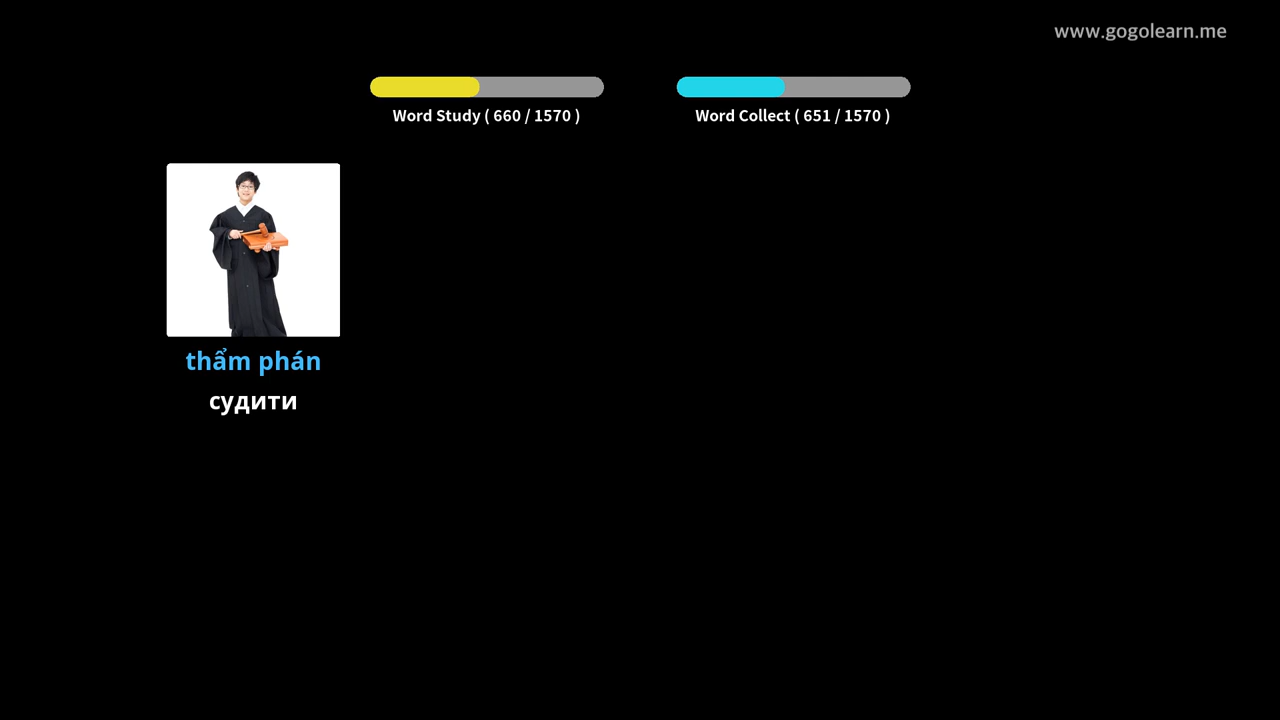 www.gogolearn.me
Word Study ( 660 / 1570 )
Word Collect ( 651 / 1570 )
thẩm phán
судити